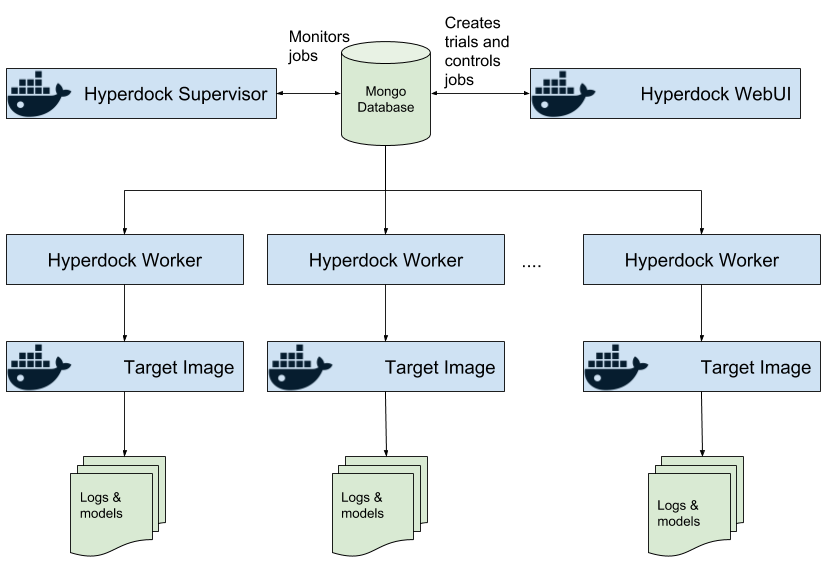 Monitors
jobs
Creates
trials and
controls
jobs
Hyperdock Supervisor
Mongo
Database
Hyperdock WebUI
Hyperdock Worker
Hyperdock Worker
....
Hyperdock Worker
Target Image
Target Image
Target Image
Logs &
models
Logs &
models
Logs &
models